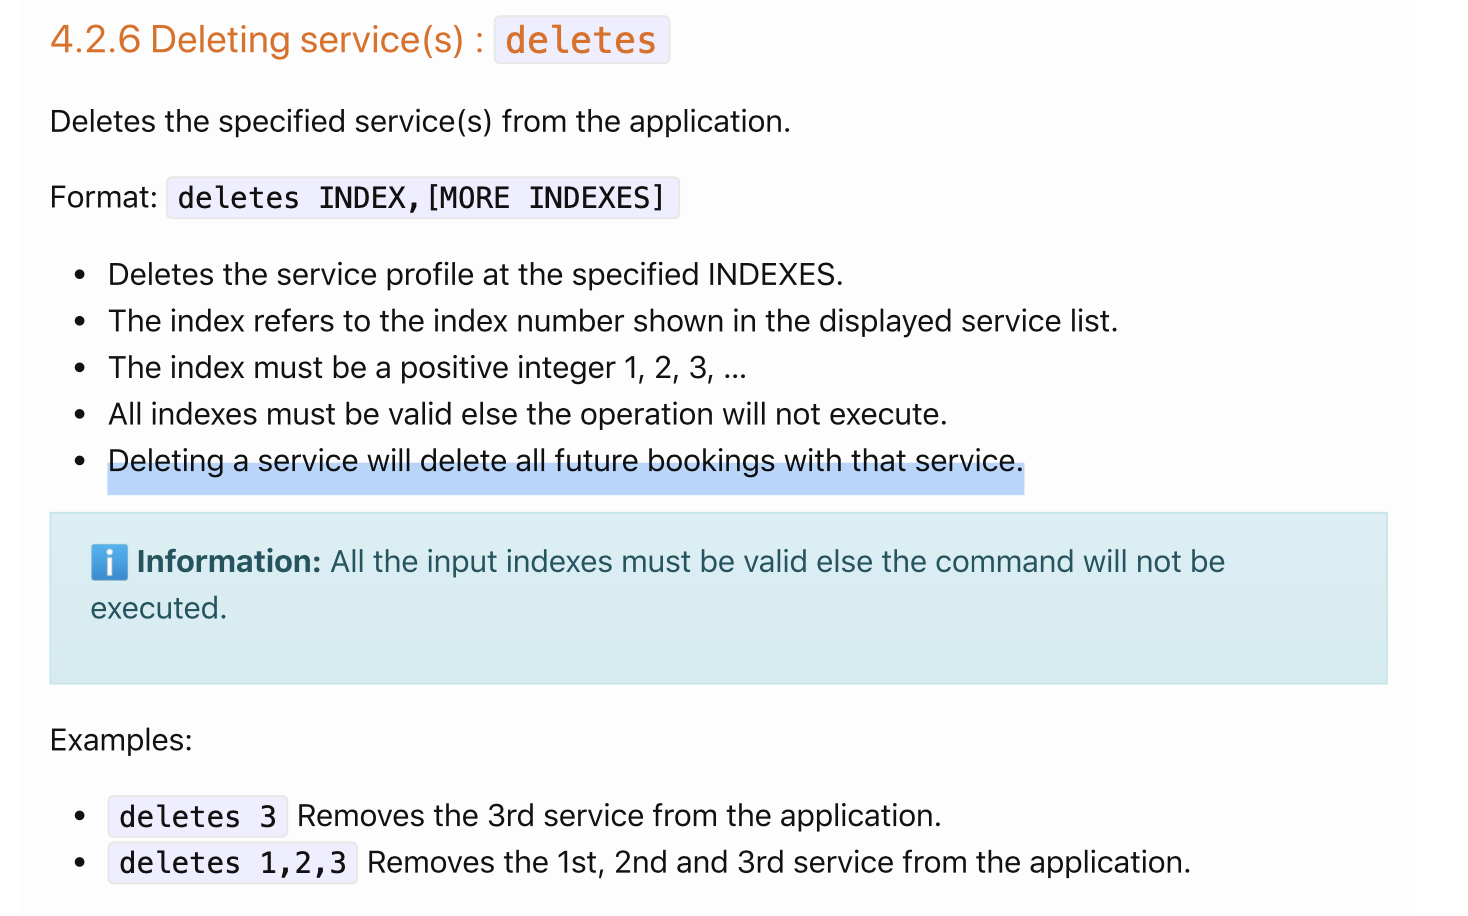 4.2.6 Deleting service(s) : deletes
Deletes the specified service(s) from the application.
Format: deletes INDEX,[MORE INDEXES]
• Deletes the service profile at the specified INDEXES.
• The index refers to the index number shown in the displayed service list.
• The index must be a positive integer 1, 2, 3, ...
• All indexes must be valid else the operation will not execute.
• Deleting a service will delete all future bookings with that service.
ℹ️ Information: All the input indexes must be valid else the command will not be
executed.
Examples:
• deletes 3 Removes the 3rd service from the application.
• deletes 1,2,3 Removes the 1st, 2nd and 3rd service from the application.